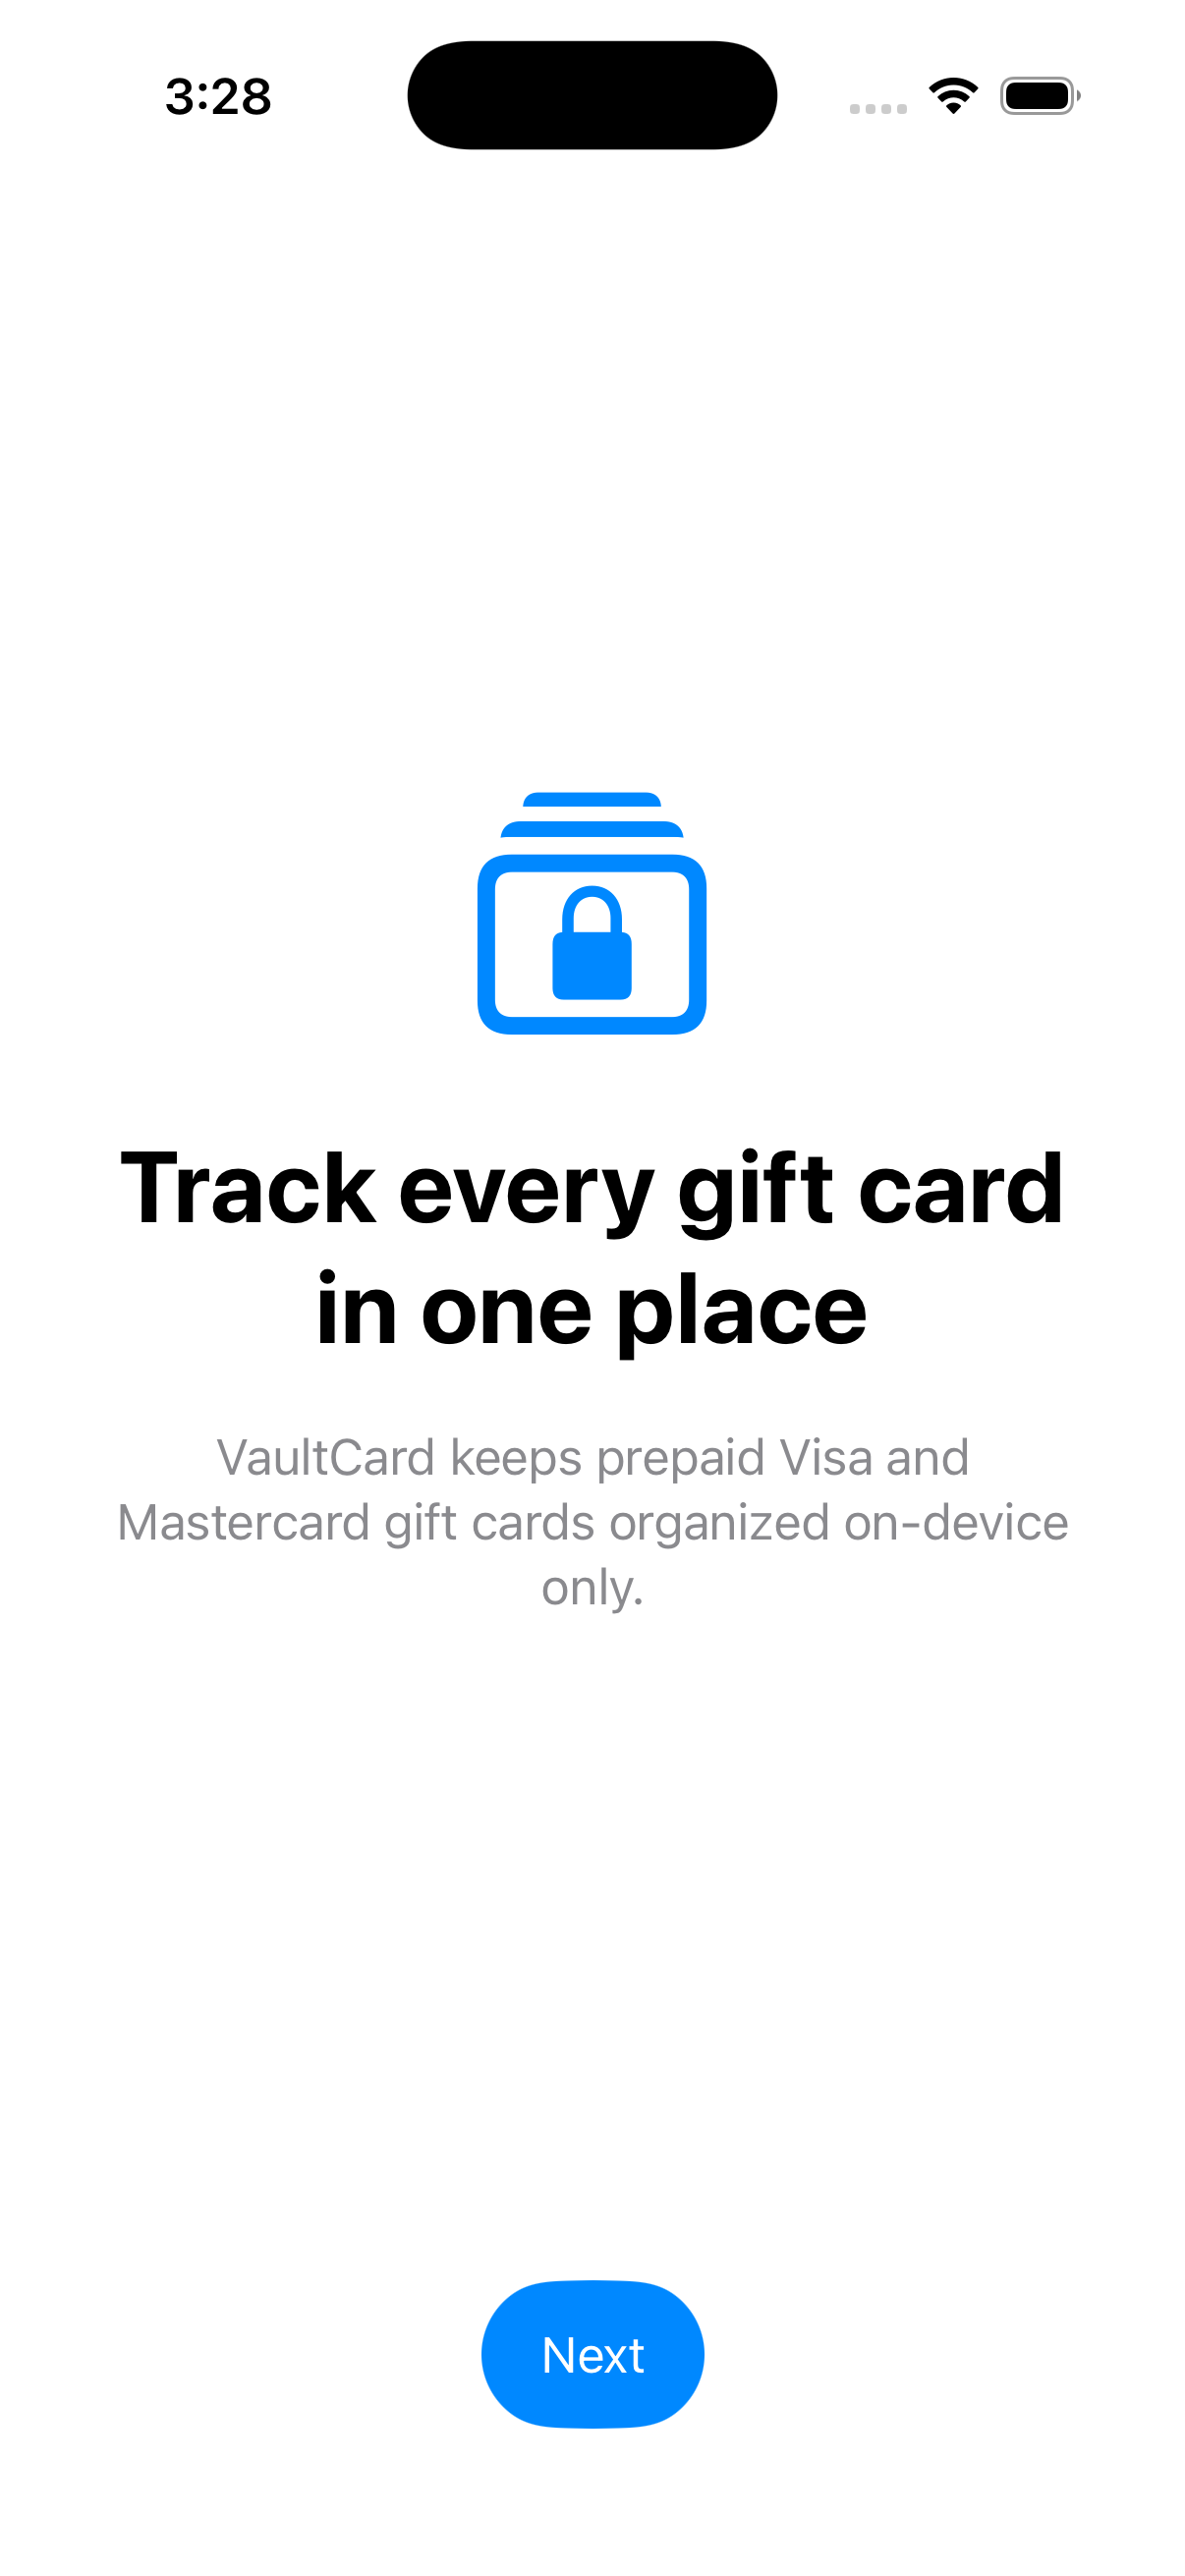 3:28
Track every gift card
in one place
VaultCard keeps prepaid Visa and
Mastercard gift cards organized on-device
only.
Next